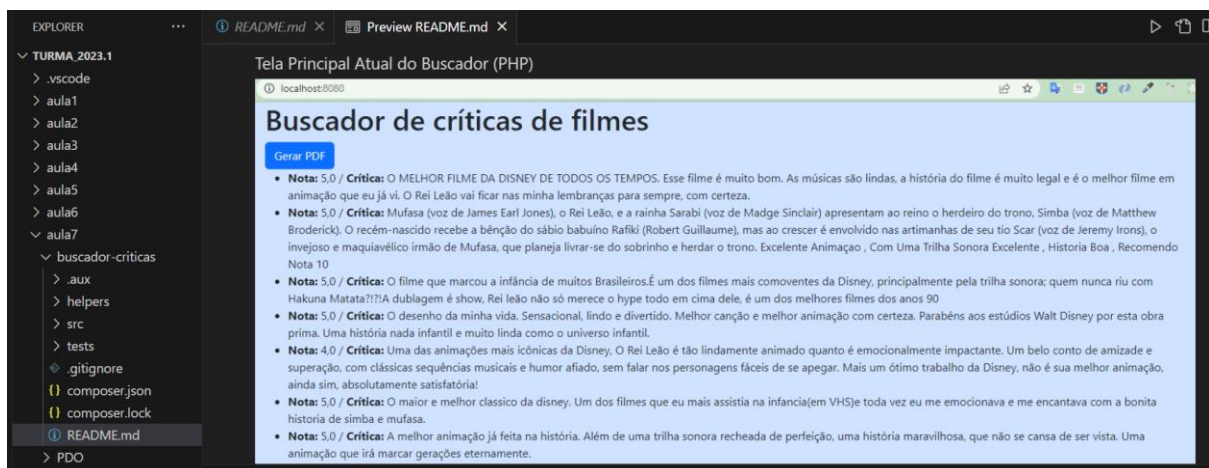 EXPLORER ...
README.md × Preview README.md ×
TURMA_2023.1
.vscode
aula1
aula2
aula3
aula4
aula5
aula6
aula7
buscador-criticas
.aux
helpers
src
tests
.gitignore
{} composer.json
{} composer.lock
README.md
PDO
Tela Principal Atual do Buscador (PHP)
localhost:8080
Buscador de críticas de filmes
Gerar PDF
• Nota: 5,0 / Crítica: O MELHOR FILME DA DISNEY DE TODOS OS TEMPOS. Esse filme é muito bom. As músicas são lindas, a história do filme é muito legal e é o melhor filme em
animação que eu já vi. O Rei Leão vai ficar nas minha lembranças para sempre, com certeza.
• Nota: 5,0 / Crítica: Mufasa (voz de James Earl Jones), o Rei Leão, e a rainha Sarabi (voz de Madge Sinclair) apresentam ao reino o herdeiro do trono, Simba (voz de Matthew
Broderick). O recém-nascido recebe a bênção do sábio babuíno Rafiki (Robert Guillaume), mas ao crescer é envolvido nas artimanhas de seu tio Scar (voz de Jeremy Irons), o
invejoso e maquiavélico irmão de Mufasa, que planeja livrar-se do sobrinho e herdar o trono. Excelente Animaçao , Com Uma Trilha Sonora Excelente , Historia Boa , Recomendo
Nota 10
• Nota: 5,0 / Crítica: O filme que marcou a infância de muitos Brasileiros.É um dos filmes mais comoventes da Disney, principalmente pela trilha sonora; quem nunca riu com
Hakuna Matata?!?!A dublagem é show, Rei leão não só merece o hype todo em cima dele, é um dos melhores filmes dos anos 90
• Nota: 5,0 / Crítica: O desenho da minha vida. Sensacional, lindo e divertido. Melhor canção e melhor animação com certeza. Parabéns aos estúdios Walt Disney por esta obra
prima. Uma história nada infantil e muito linda como o universo infantil.
• Nota: 4,0 / Crítica: Uma das animações mais icônicas da Disney, O Rei Leão é tão lindamente animado quanto é emocionalmente impactante. Um belo conto de amizade e
superação, com clássicas sequências musicais e humor afiado, sem falar nos personagens fáceis de se apegar. Mais um ótimo trabalho da Disney, não é sua melhor animação,
ainda sim, absolutamente satisfatória!
• Nota: 5,0 / Crítica: O maior e melhor classico da disney. Um dos filmes que eu mais assistia na infancia(em VHS)e toda vez eu me emocionava e me encantava com a bonita
historia de simba e mufasa.
• Nota: 5,0 / Crítica: A melhor animação já feita na história. Além de uma trilha sonora recheada de perfeição, uma história maravilhosa, que não se cansa de ser vista. Uma
animação que irá marcar gerações eternamente.